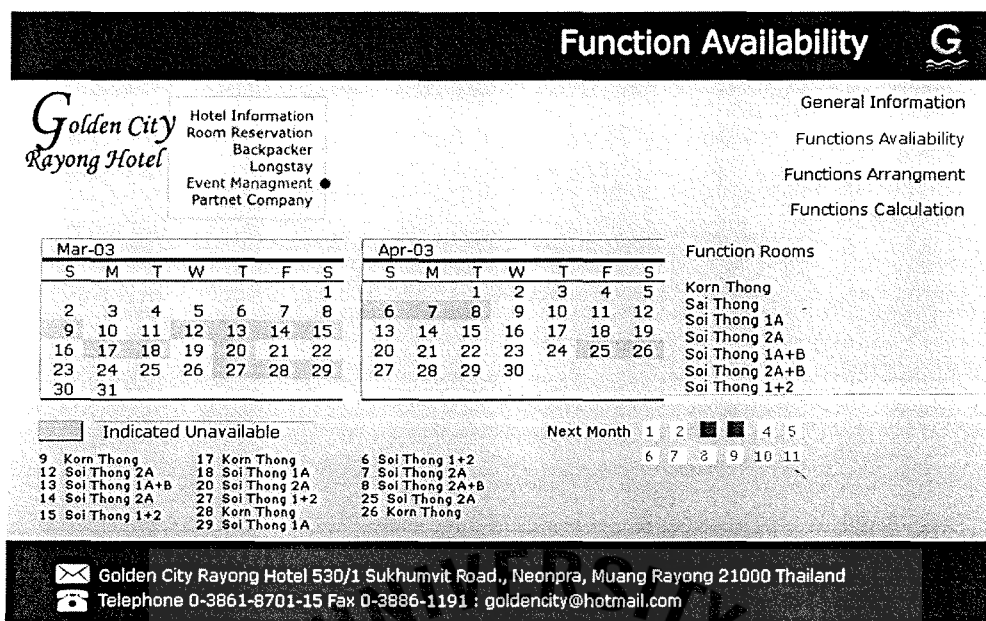 Function Availability
G
Golden City
Rayong Hotel
Hotel Information
Room Reservation
Backpacker
Longstay
Event Managment
Partnet Company
General Information
Functions Avaliability
Functions Arrangment
Functions Calculation
Mar-03
S M T W T F S
1
2 3 4 5 6 7 8
9 10 11 12 13 14 15
16 17 18 19 20 21 22
23 24 25 26 27 28 29
30 31
Apr-03
S M T W T F S
1 2 3 4 5
6 7 8 9 10 11 12
13 14 15 16 17 18 19
20 21 22 23 24 25 26
27 28 29 30
Function Rooms
Korn Thong
Sai Thong
Soi Thong 1A
Soi Thong 2A
Soi Thong 1A+B
Soi Thong 2A+B
Soi Thong 1+2
Indicated Unavailable
Next Month 1 2 4 5
6 7 8 9 10 11
9 Korn Thong
12 Soi Thong 2A
13 Soi Thong 1A+B
14 Soi Thong 2A
15 Soi Thong 1+2
17 Korn Thong
18 Soi Thong 1A
20 Soi Thong 2A
27 Soi Thong 1+2
28 Korn Thong
29 Soi Thong 1A
6 Soi Thong 1+2
7 Soi Thong 2A
8 Soi Thong 2A+B
25 Soi Thong 2A
26 Korn Thong
Golden City Rayong Hotel 530/1 Sukhumvit Road., Neonpra, Muang Rayong 21000 Thailand
Telephone 0-3861-8701-15 Fax 0-3886-1191 : goldencity@hotmail.com